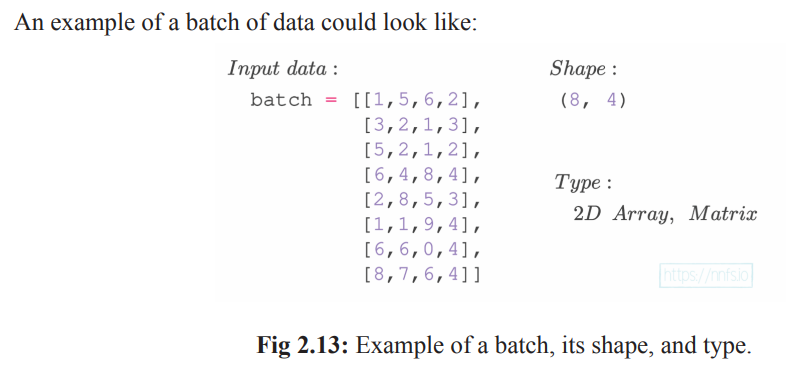 An example of a batch of data could look like:
Input data :
batch = [[1,5,6,2],
[3,2,1,3],
[5,2,1,2],
[6,4,8,4],
[2,8,5,3],
[1,1,9,4],
[6,6,0,4],
[8,7,6,4]]
Shape :
(8, 4)
Type :
2D Array, Matrix
https://nnfs.io
Fig 2.13: Example of a batch, its shape, and type.